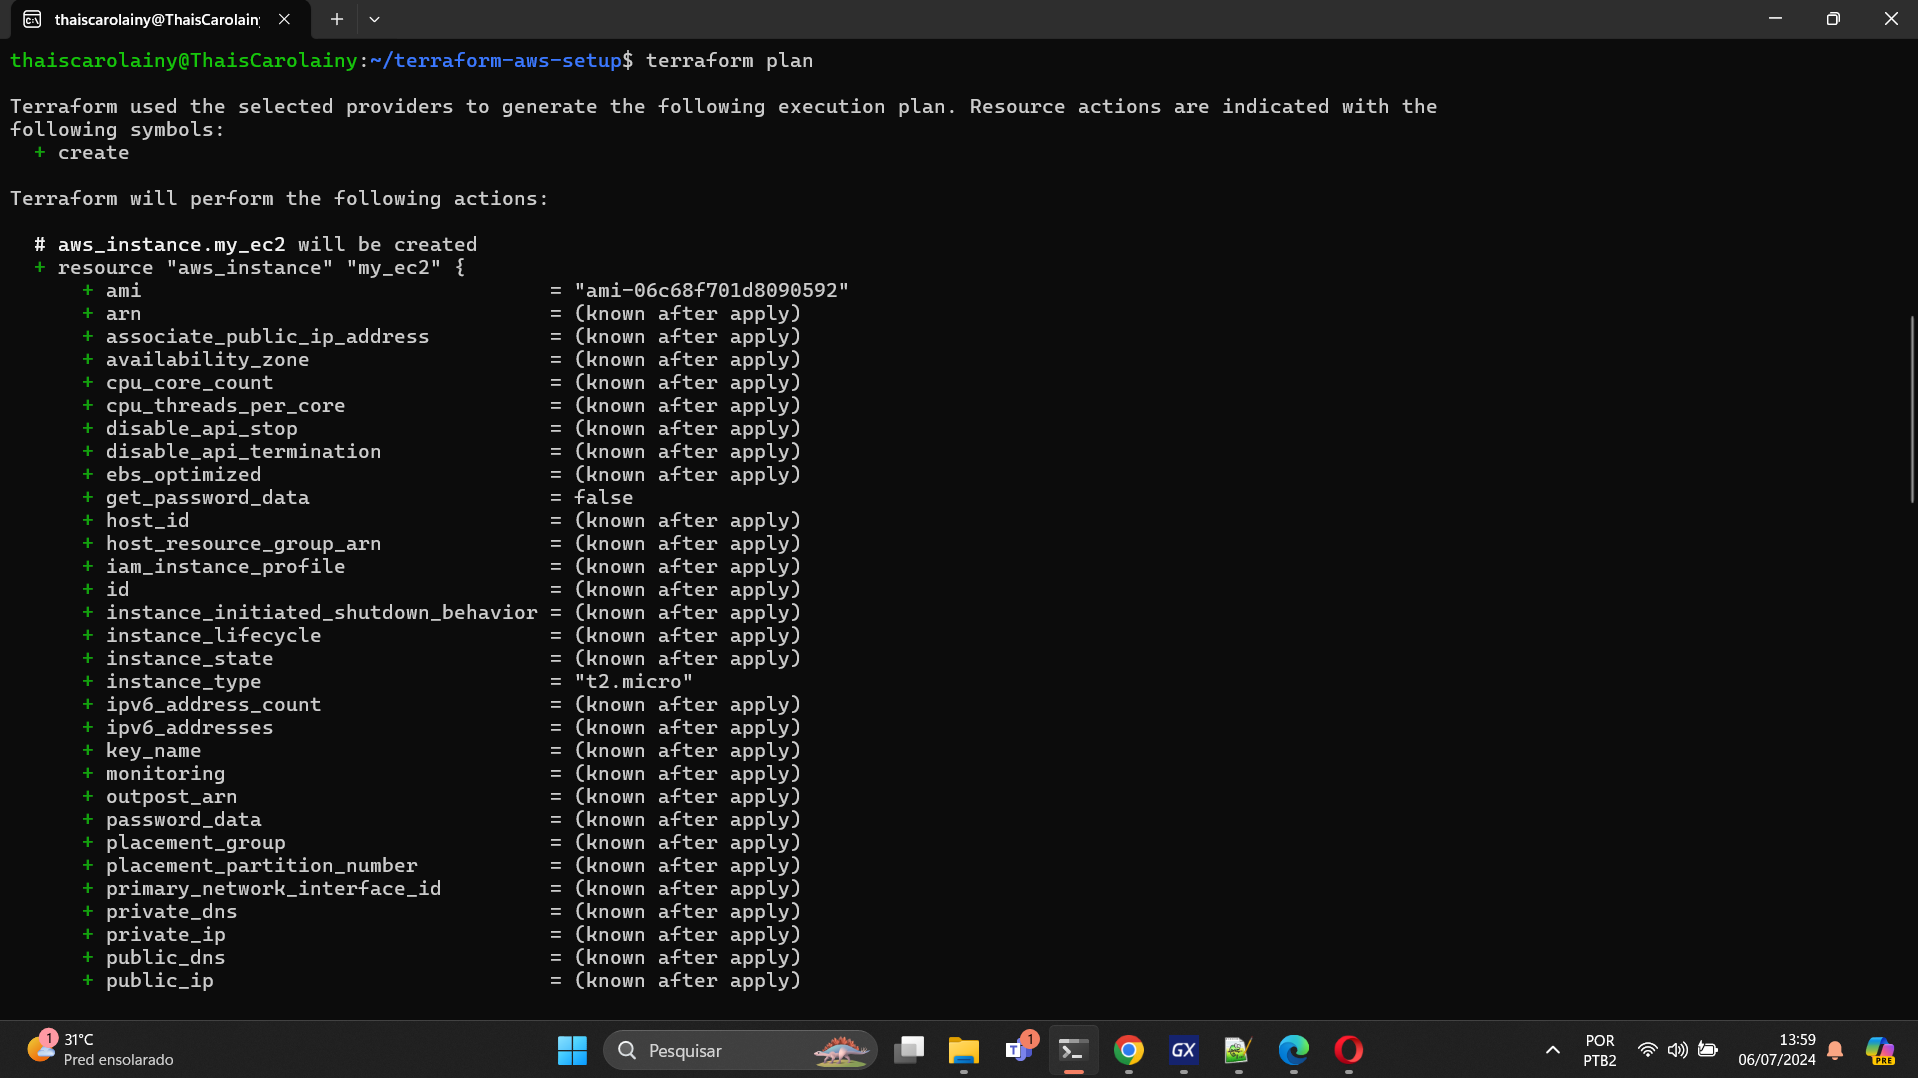 thaiscarolainy@ThaisCarolain
thaiscarolainy@ThaisCarolainy:~/terraform-aws-setup$ terraform plan
Terraform used the selected providers to generate the following execution plan. Resource actions are indicated with the
following symbols:
+ create
Terraform will perform the following actions:
# aws_instance.my_ec2 will be created
+ resource "aws_instance" "my_ec2" {
+ ami = "ami-06c68f701d8090592"
+ arn = (known after apply)
+ associate_public_ip_address = (known after apply)
+ availability_zone = (known after apply)
+ cpu_core_count = (known after apply)
+ cpu_threads_per_core = (known after apply)
+ disable_api_stop = (known after apply)
+ disable_api_termination = (known after apply)
+ ebs_optimized = (known after apply)
+ get_password_data = false
+ host_id = (known after apply)
+ host_resource_group_arn = (known after apply)
+ iam_instance_profile = (known after apply)
+ id = (known after apply)
+ instance_initiated_shutdown_behavior = (known after apply)
+ instance_lifecycle = (known after apply)
+ instance_state = (known after apply)
+ instance_type = "t2.micro"
+ ipv6_address_count = (known after apply)
+ ipv6_addresses = (known after apply)
+ key_name = (known after apply)
+ monitoring = (known after apply)
+ outpost_arn = (known after apply)
+ password_data = (known after apply)
+ placement_group = (known after apply)
+ placement_partition_number = (known after apply)
+ primary_network_interface_id = (known after apply)
+ private_dns = (known after apply)
+ private_ip = (known after apply)
+ public_dns = (known after apply)
+ public_ip = (known after apply)
1
31°C
Pred ensolarado
Pesquisar
T 1
GX
POR
PTB2
13:59
06/07/2024
PRE